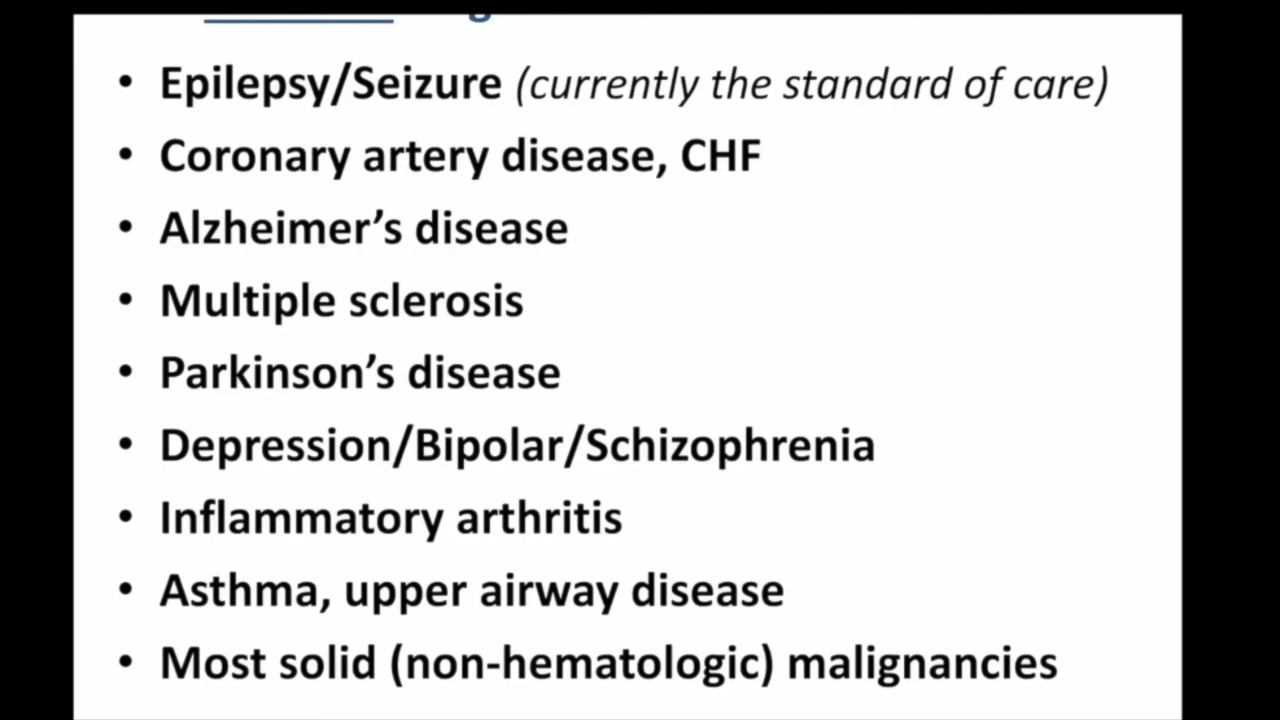 • Epilepsy/Seizure (currently the standard of care)
• Coronary artery disease, CHF
• Alzheimer’s disease
• Multiple sclerosis
• Parkinson’s disease
• Depression/Bipolar/Schizophrenia
• Inflammatory arthritis
• Asthma, upper airway disease
• Most solid (non-hematologic) malignancies